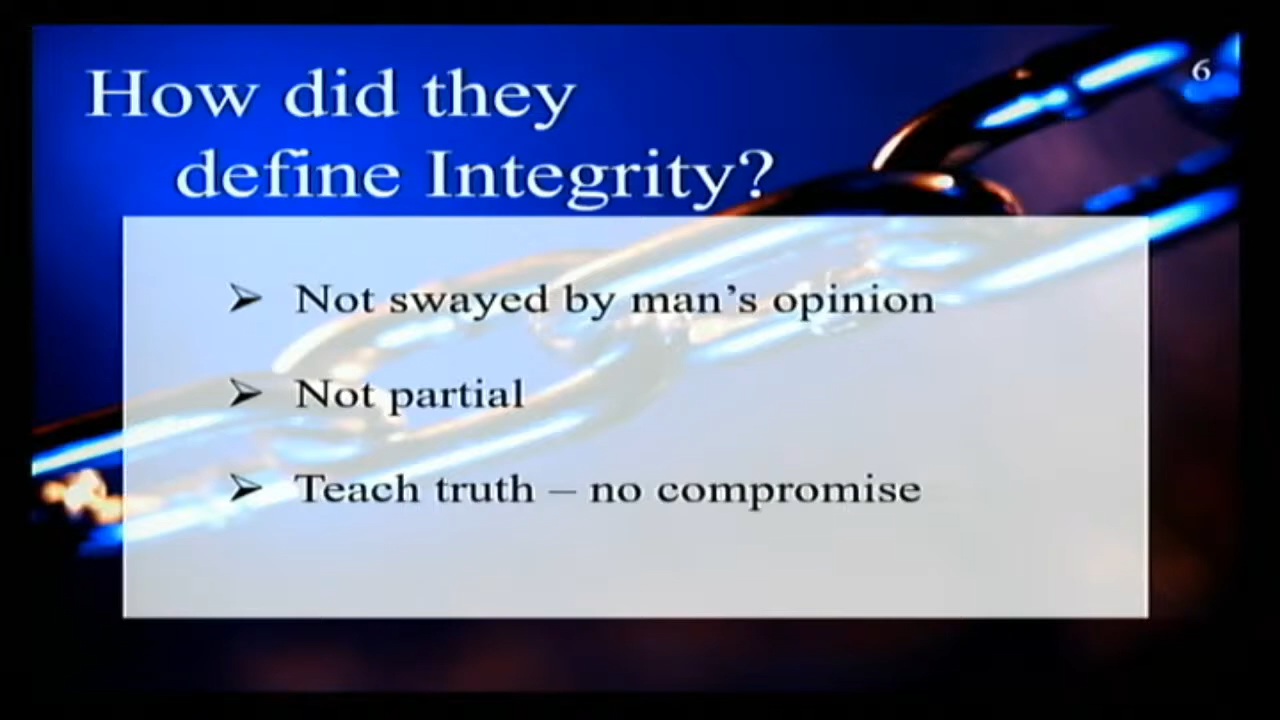 6
How did they
define Integrity?
➢ Not swayed by man’s opinion
➢ Not partial
➢ Teach truth – no compromise